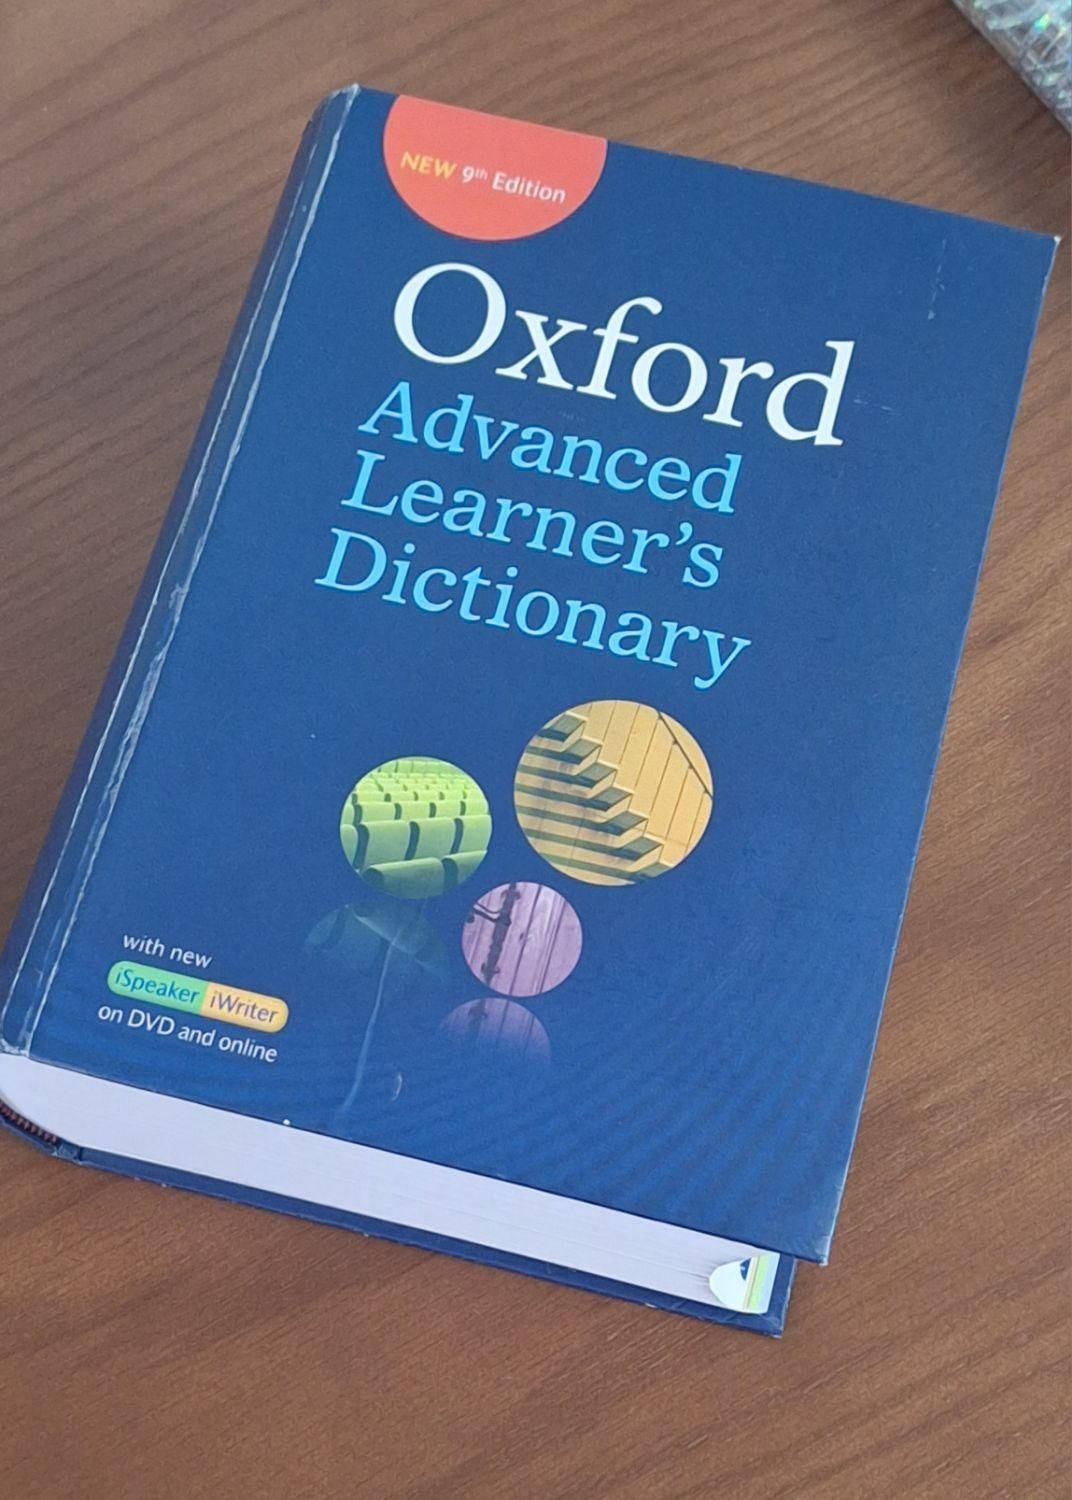 NEW 9th Edition
Oxford
Advanced
Learner's
Dictionary
with new
iSpeaker iWriter
on DVD and online